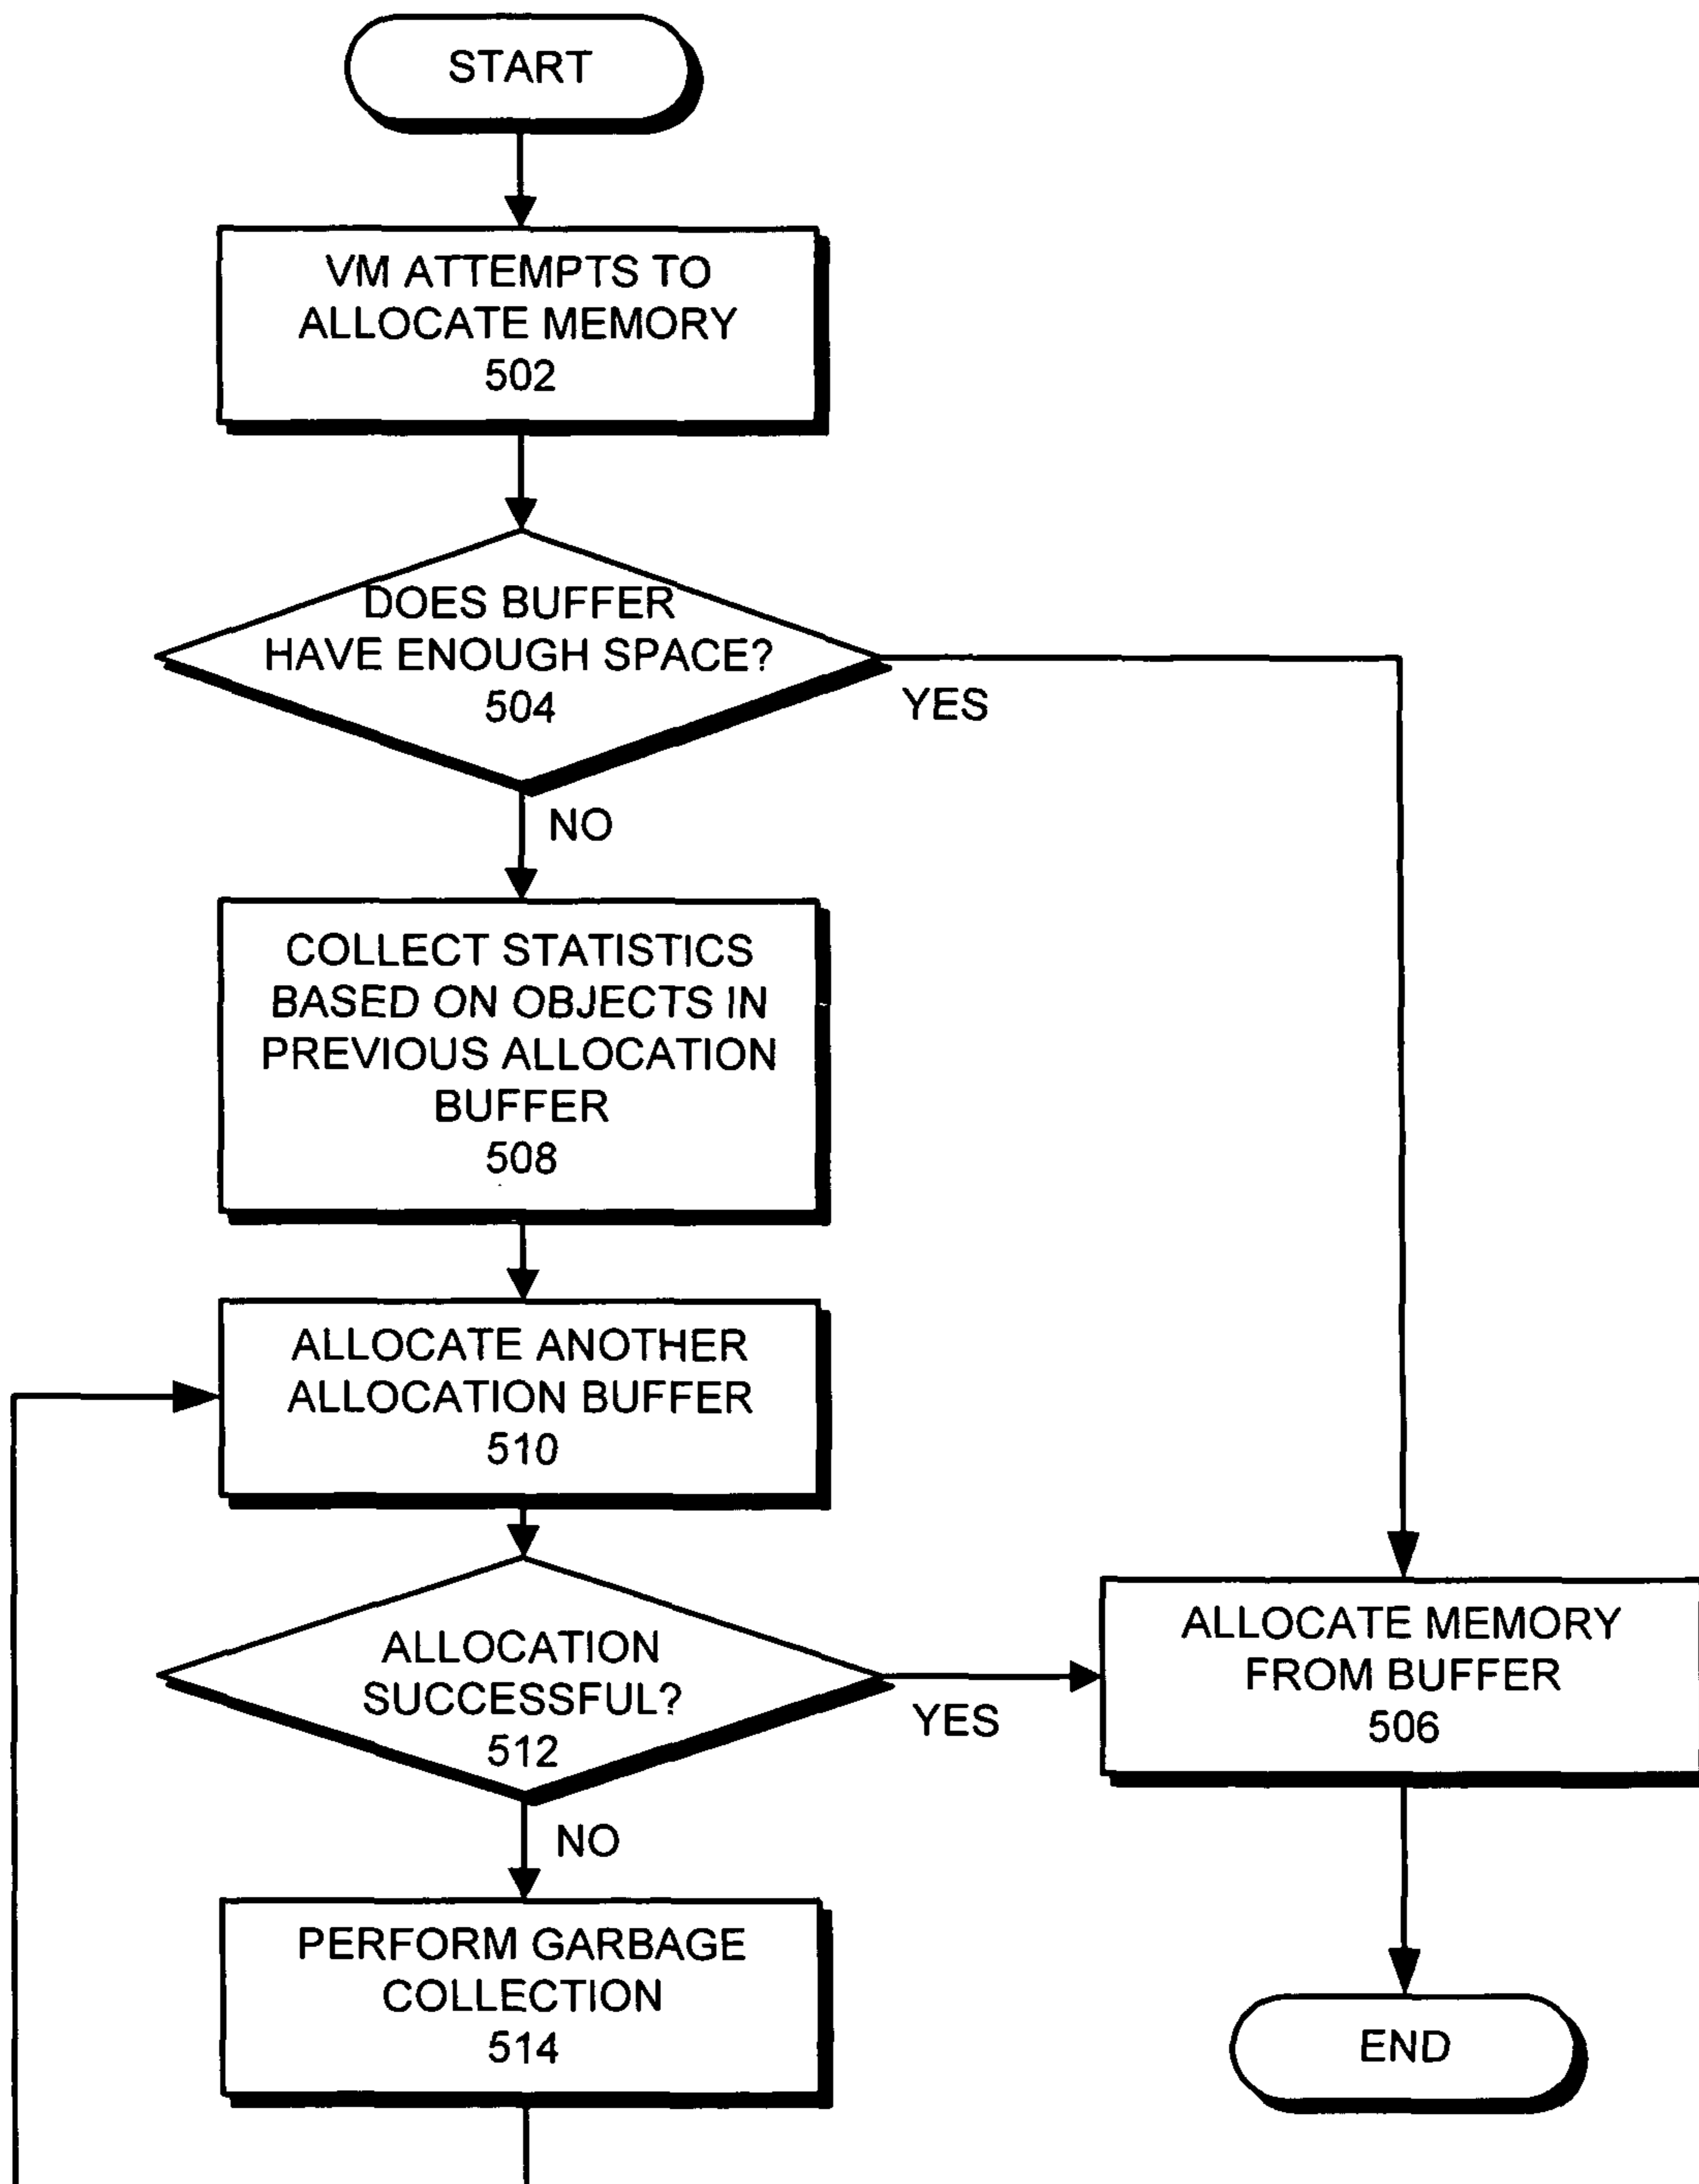 START
VM ATTEMPTS TO
ALLOCATE MEMORY
502
DOES BUFFER
HAVE ENOUGH SPACE?
504
YES
NO
COLLECT STATISTICS
BASED ON OBJECTS IN
PREVIOUS ALLOCATION
BUFFER
508
ALLOCATE ANOTHER
ALLOCATION BUFFER
510
ALLOCATION
SUCCESSFUL?
512
YES
NO
ALLOCATE MEMORY
FROM BUFFER
506
PERFORM GARBAGE
COLLECTION
514
END